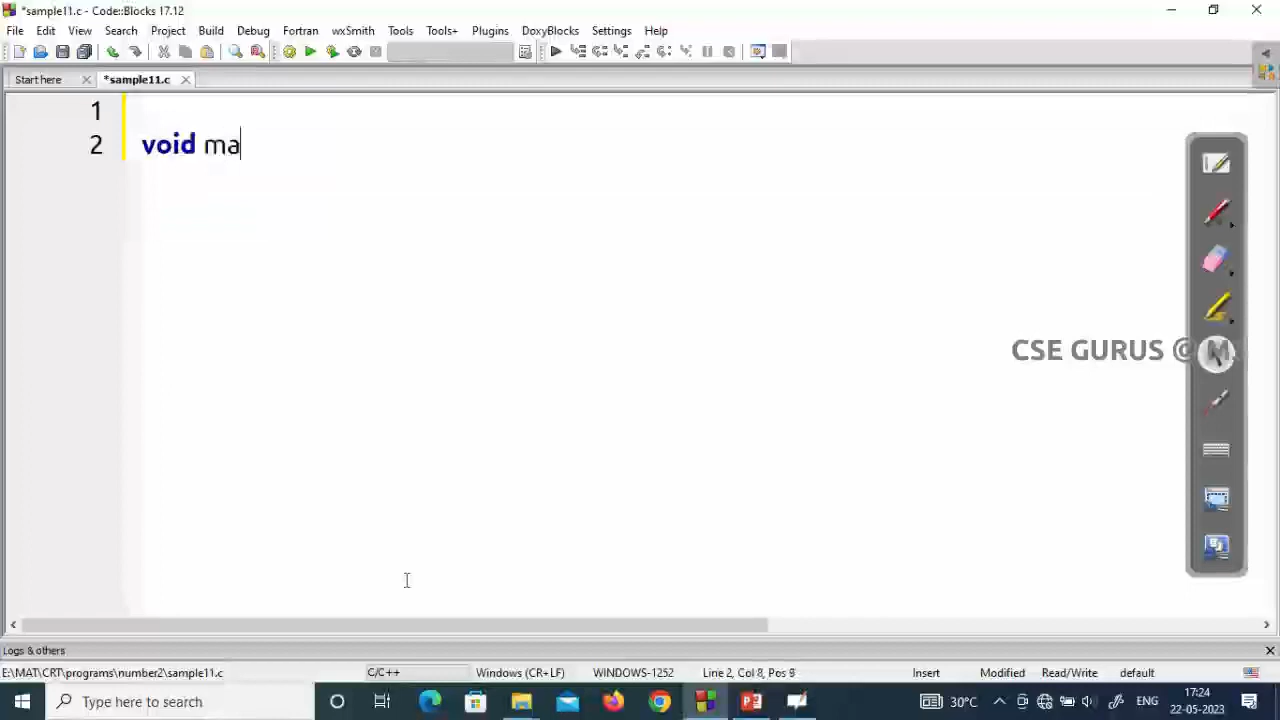 *sample11.c - Code::Blocks 17.12
File Edit View Search Project Build Debug Fortran wxSmith Tools Tools+ Plugins DoxyBlocks Settings Help
Start here *sample11.c
1
2 void ma
CSE GURUS @
Logs & others
E:\MAT\CRT\programs\number2\sample11.c C/C++ Windows (CR+LF) WINDOWS-1252 Line 2, Col 8, Pos 9 Insert Modified Read/Write default
Type here to search 30°C ENG 17:24
22-05-2023